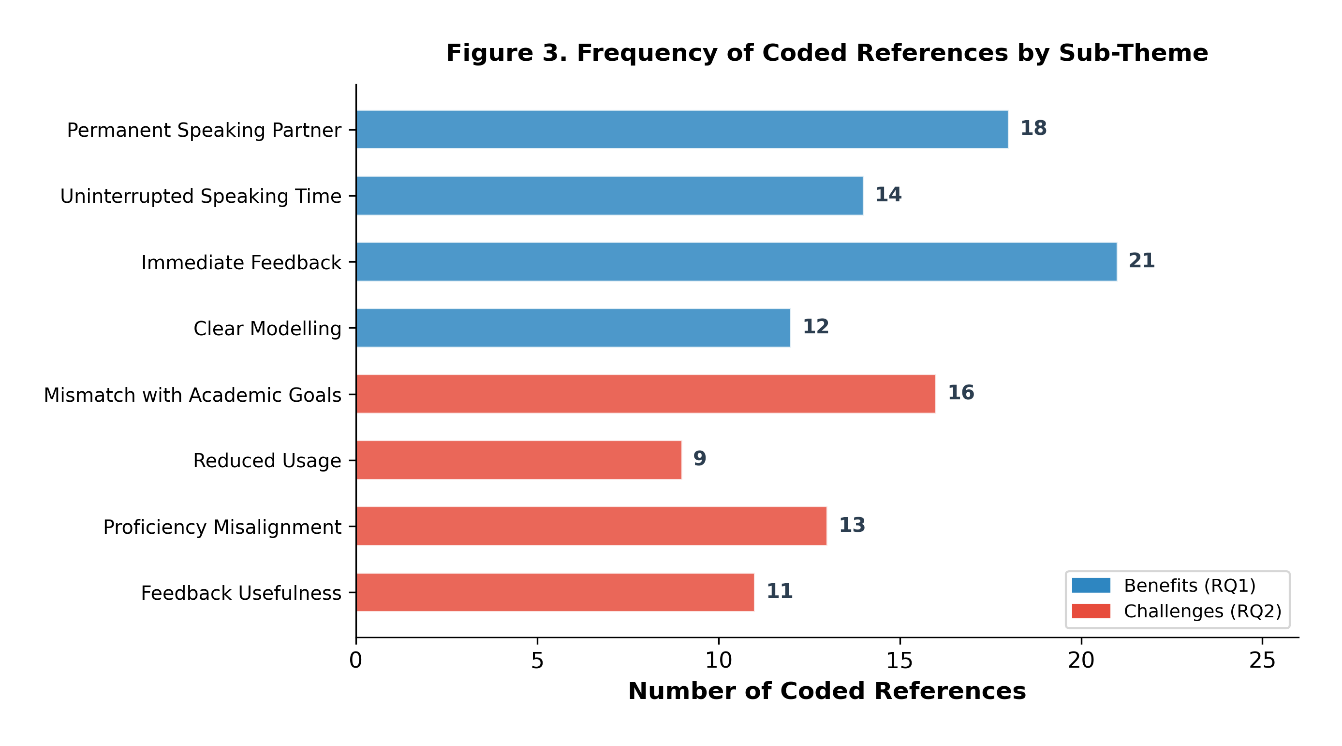 Figure 3. Frequency of Coded References by Sub-Theme
Permanent Speaking Partner 18
Uninterrupted Speaking Time 14
Immediate Feedback 21
Clear Modelling 12
Mismatch with Academic Goals 16
Reduced Usage 9
Proficiency Misalignment 13
Feedback Usefulness 11
Benefits (RQ1)
Challenges (RQ2)
0 5 10 15 20 25
Number of Coded References